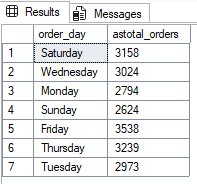 Results Messages
order_day astotal_orders
1 Saturday 3158
2 Wednesday 3024
3 Monday 2794
4 Sunday 2624
5 Friday 3538
6 Thursday 3239
7 Tuesday 2973